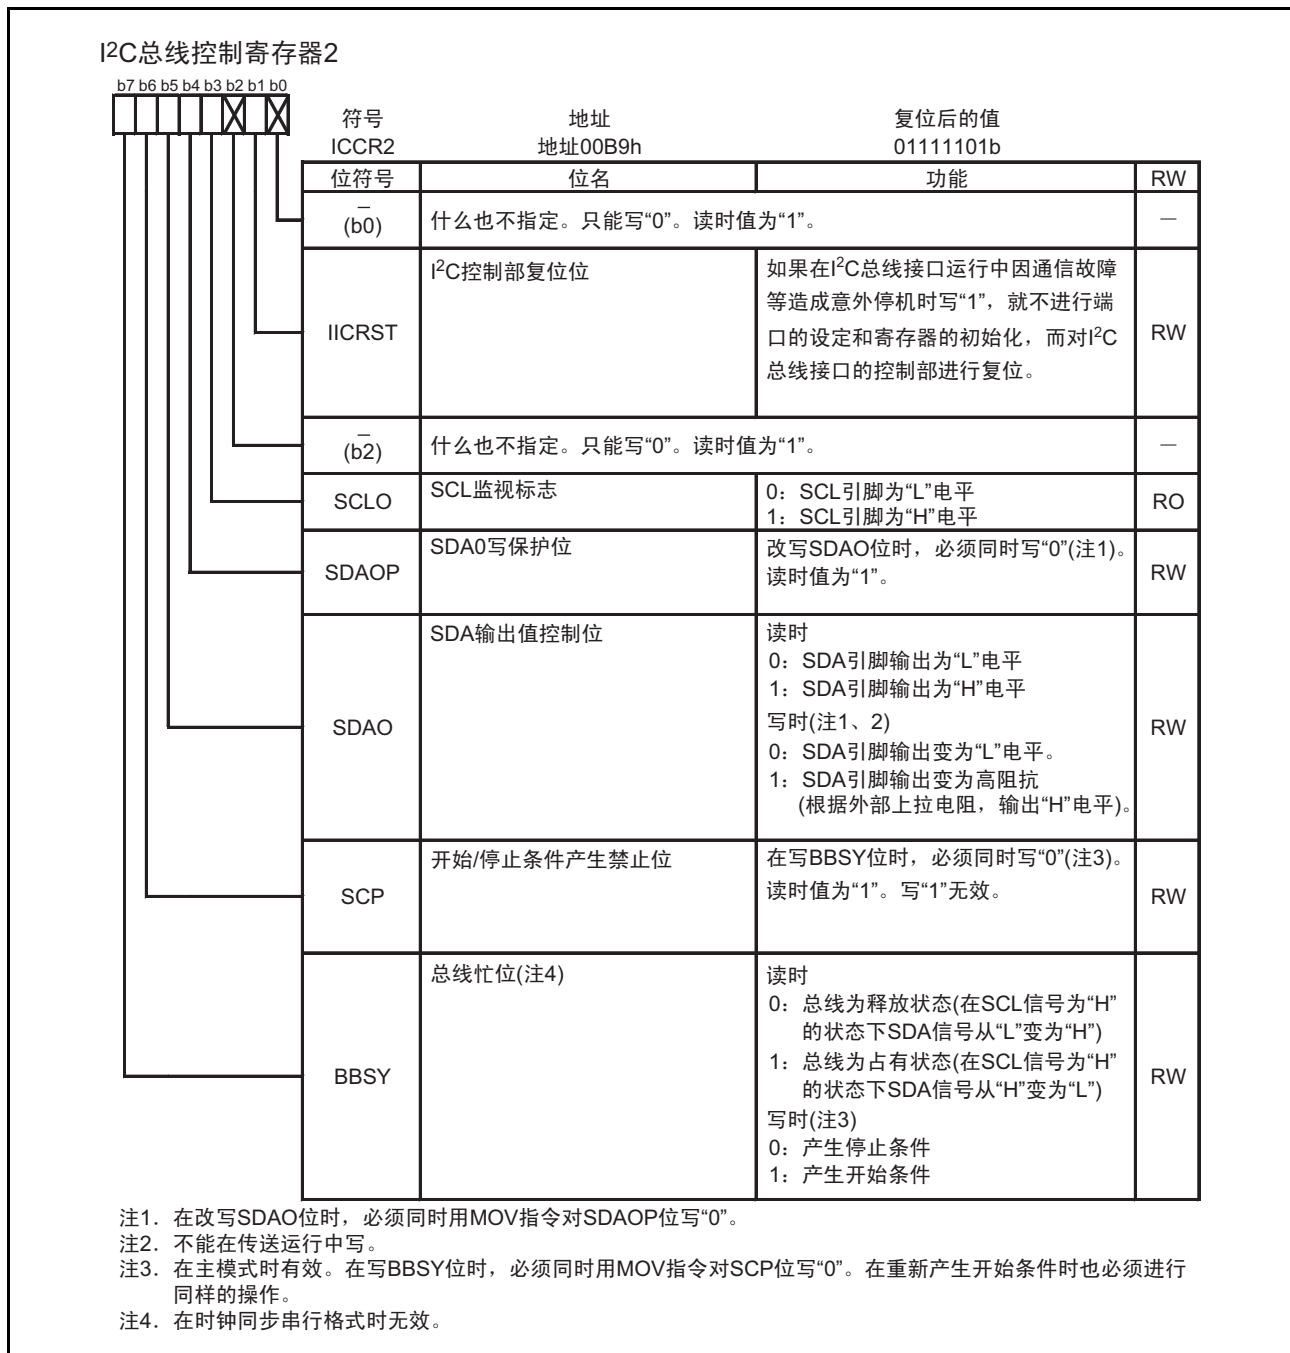 I²C总线控制寄存器2
b7 b6 b5 b4 b3 b2 b1 b0
符号 地址 复位后的值
ICCR2 地址00B9h 01111101b
位符号 位名 功能 RW
—
(b0) 什么也不指定。只能写“0”。读时值为“1”。 —
IICRST I²C控制部复位位 如果在I²C总线接口运行中因通信故障
等造成意外停机时写“1”，就不进行端
口的设定和寄存器的初始化，而对I²C
总线接口的控制部进行复位。
RW
—
(b2) 什么也不指定。只能写“0”。读时值为“1”。 —
SCLO SCL监视标志 0：SCL引脚为“L”电平
1：SCL引脚为“H”电平
RO
SDAOP SDA0写保护位 改写SDAO位时，必须同时写“0”(注1)。
读时值为“1”。
RW
SDAO SDA输出值控制位 读时
0：SDA引脚输出为“L”电平
1：SDA引脚输出为“H”电平
写时(注1、2)
0：SDA引脚输出变为“L”电平。
1：SDA引脚输出变为高阻抗
(根据外部上拉电阻，输出“H”电平)。
RW
SCP 开始/停止条件产生禁止位 在写BBSY位时，必须同时写“0”(注3)。
读时值为“1”。写“1”无效。
RW
BBSY 总线忙位(注4) 读时
0：总线为释放状态(在SCL信号为“H”
的状态下SDA信号从“L”变为“H”)
1：总线为占有状态(在SCL信号为“H”
的状态下SDA信号从“H”变为“L”)
写时(注3)
0：产生停止条件
1：产生开始条件
RW
注1．在改写SDAO位时，必须同时用MOV指令对SDAOP位写“0”。
注2．不能在传送运行中写。
注3．在主模式时有效。在写BBSY位时，必须同时用MOV指令对SCP位写“0”。在重新产生开始条件时也必须进行
同样的操作。
注4．在时钟同步串行格式时无效。